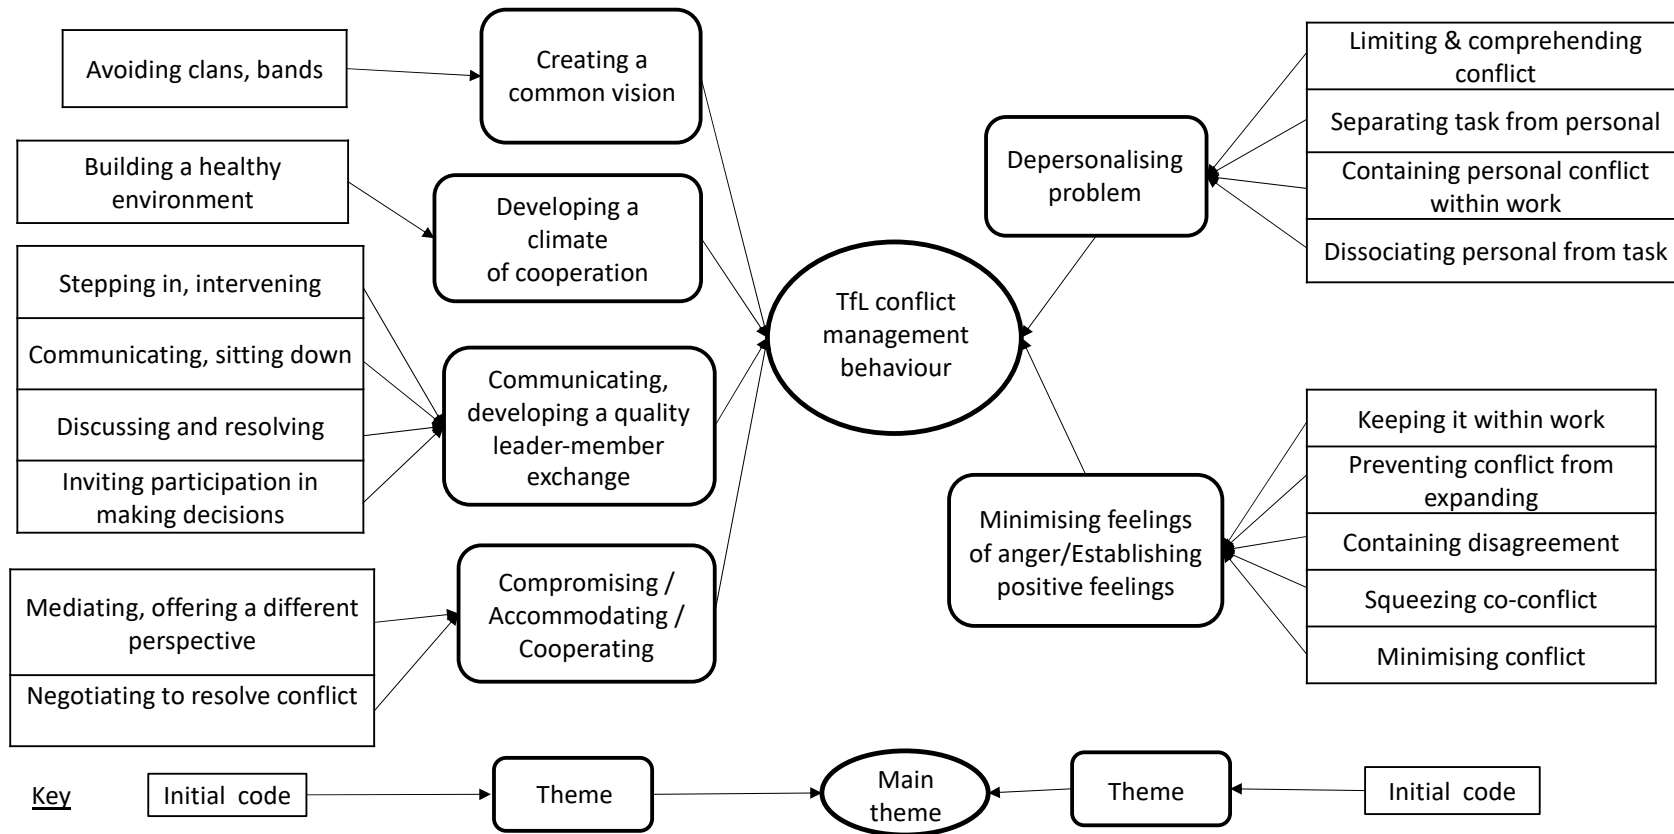 Avoiding clans, bands
Building a healthy
environment
Stepping in, intervening
Communicating, sitting down
Discussing and resolving
Inviting participation in
making decisions
Mediating, offering a different
perspective
Negotiating to resolve conflict
Creating a
common vision
Developing a
climate
of cooperation
Communicating,
developing a quality
leader-member
exchange
Compromising /
Accommodating /
Cooperating
TfL conflict
management
behaviour
Depersonalising
problem
Minimising feelings
of anger/Establishing
positive feelings
Limiting & comprehending
conflict
Separating task from personal
Containing personal conflict
within work
Dissociating personal from task
Keeping it within work
Preventing conflict from
expanding
Containing disagreement
Squeezing co-conflict
Minimising conflict
Key
Initial code
Theme
Main
theme
Theme
Initial code